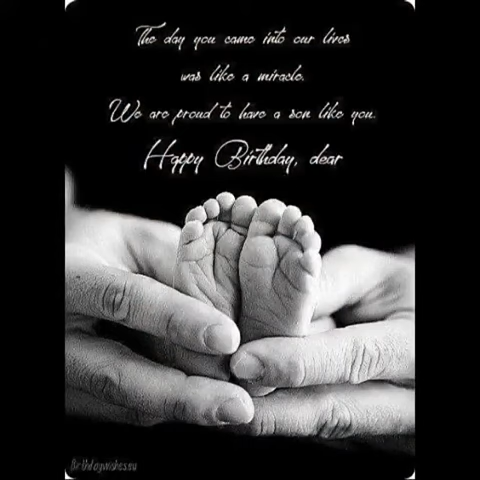 The day you came into our lives
was like a miracle.
We are proud to have a son like you.
Happy Birthday, dear
Birthdaywishes.eu